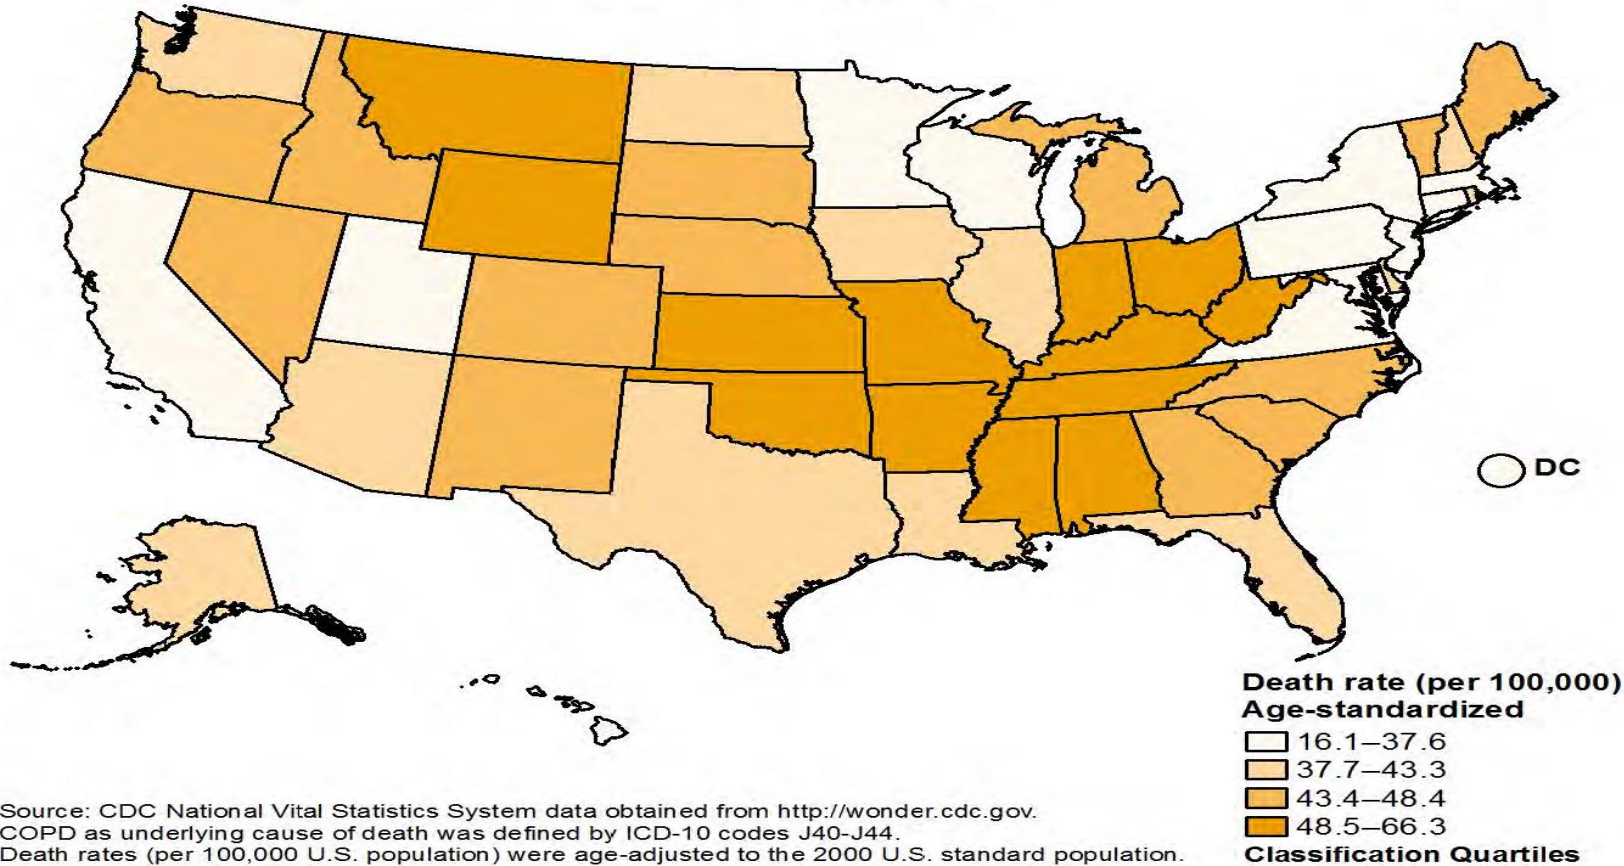 DC
Death rate (per 100,000)
Age-standardized
16.1–37.6
37.7–43.3
43.4–48.4
48.5–66.3
Classification Quartiles
Source: CDC National Vital Statistics System data obtained from http://wonder.cdc.gov.
COPD as underlying cause of death was defined by ICD-10 codes J40-J44.
Death rates (per 100,000 U.S. population) were age-adjusted to the 2000 U.S. standard population.